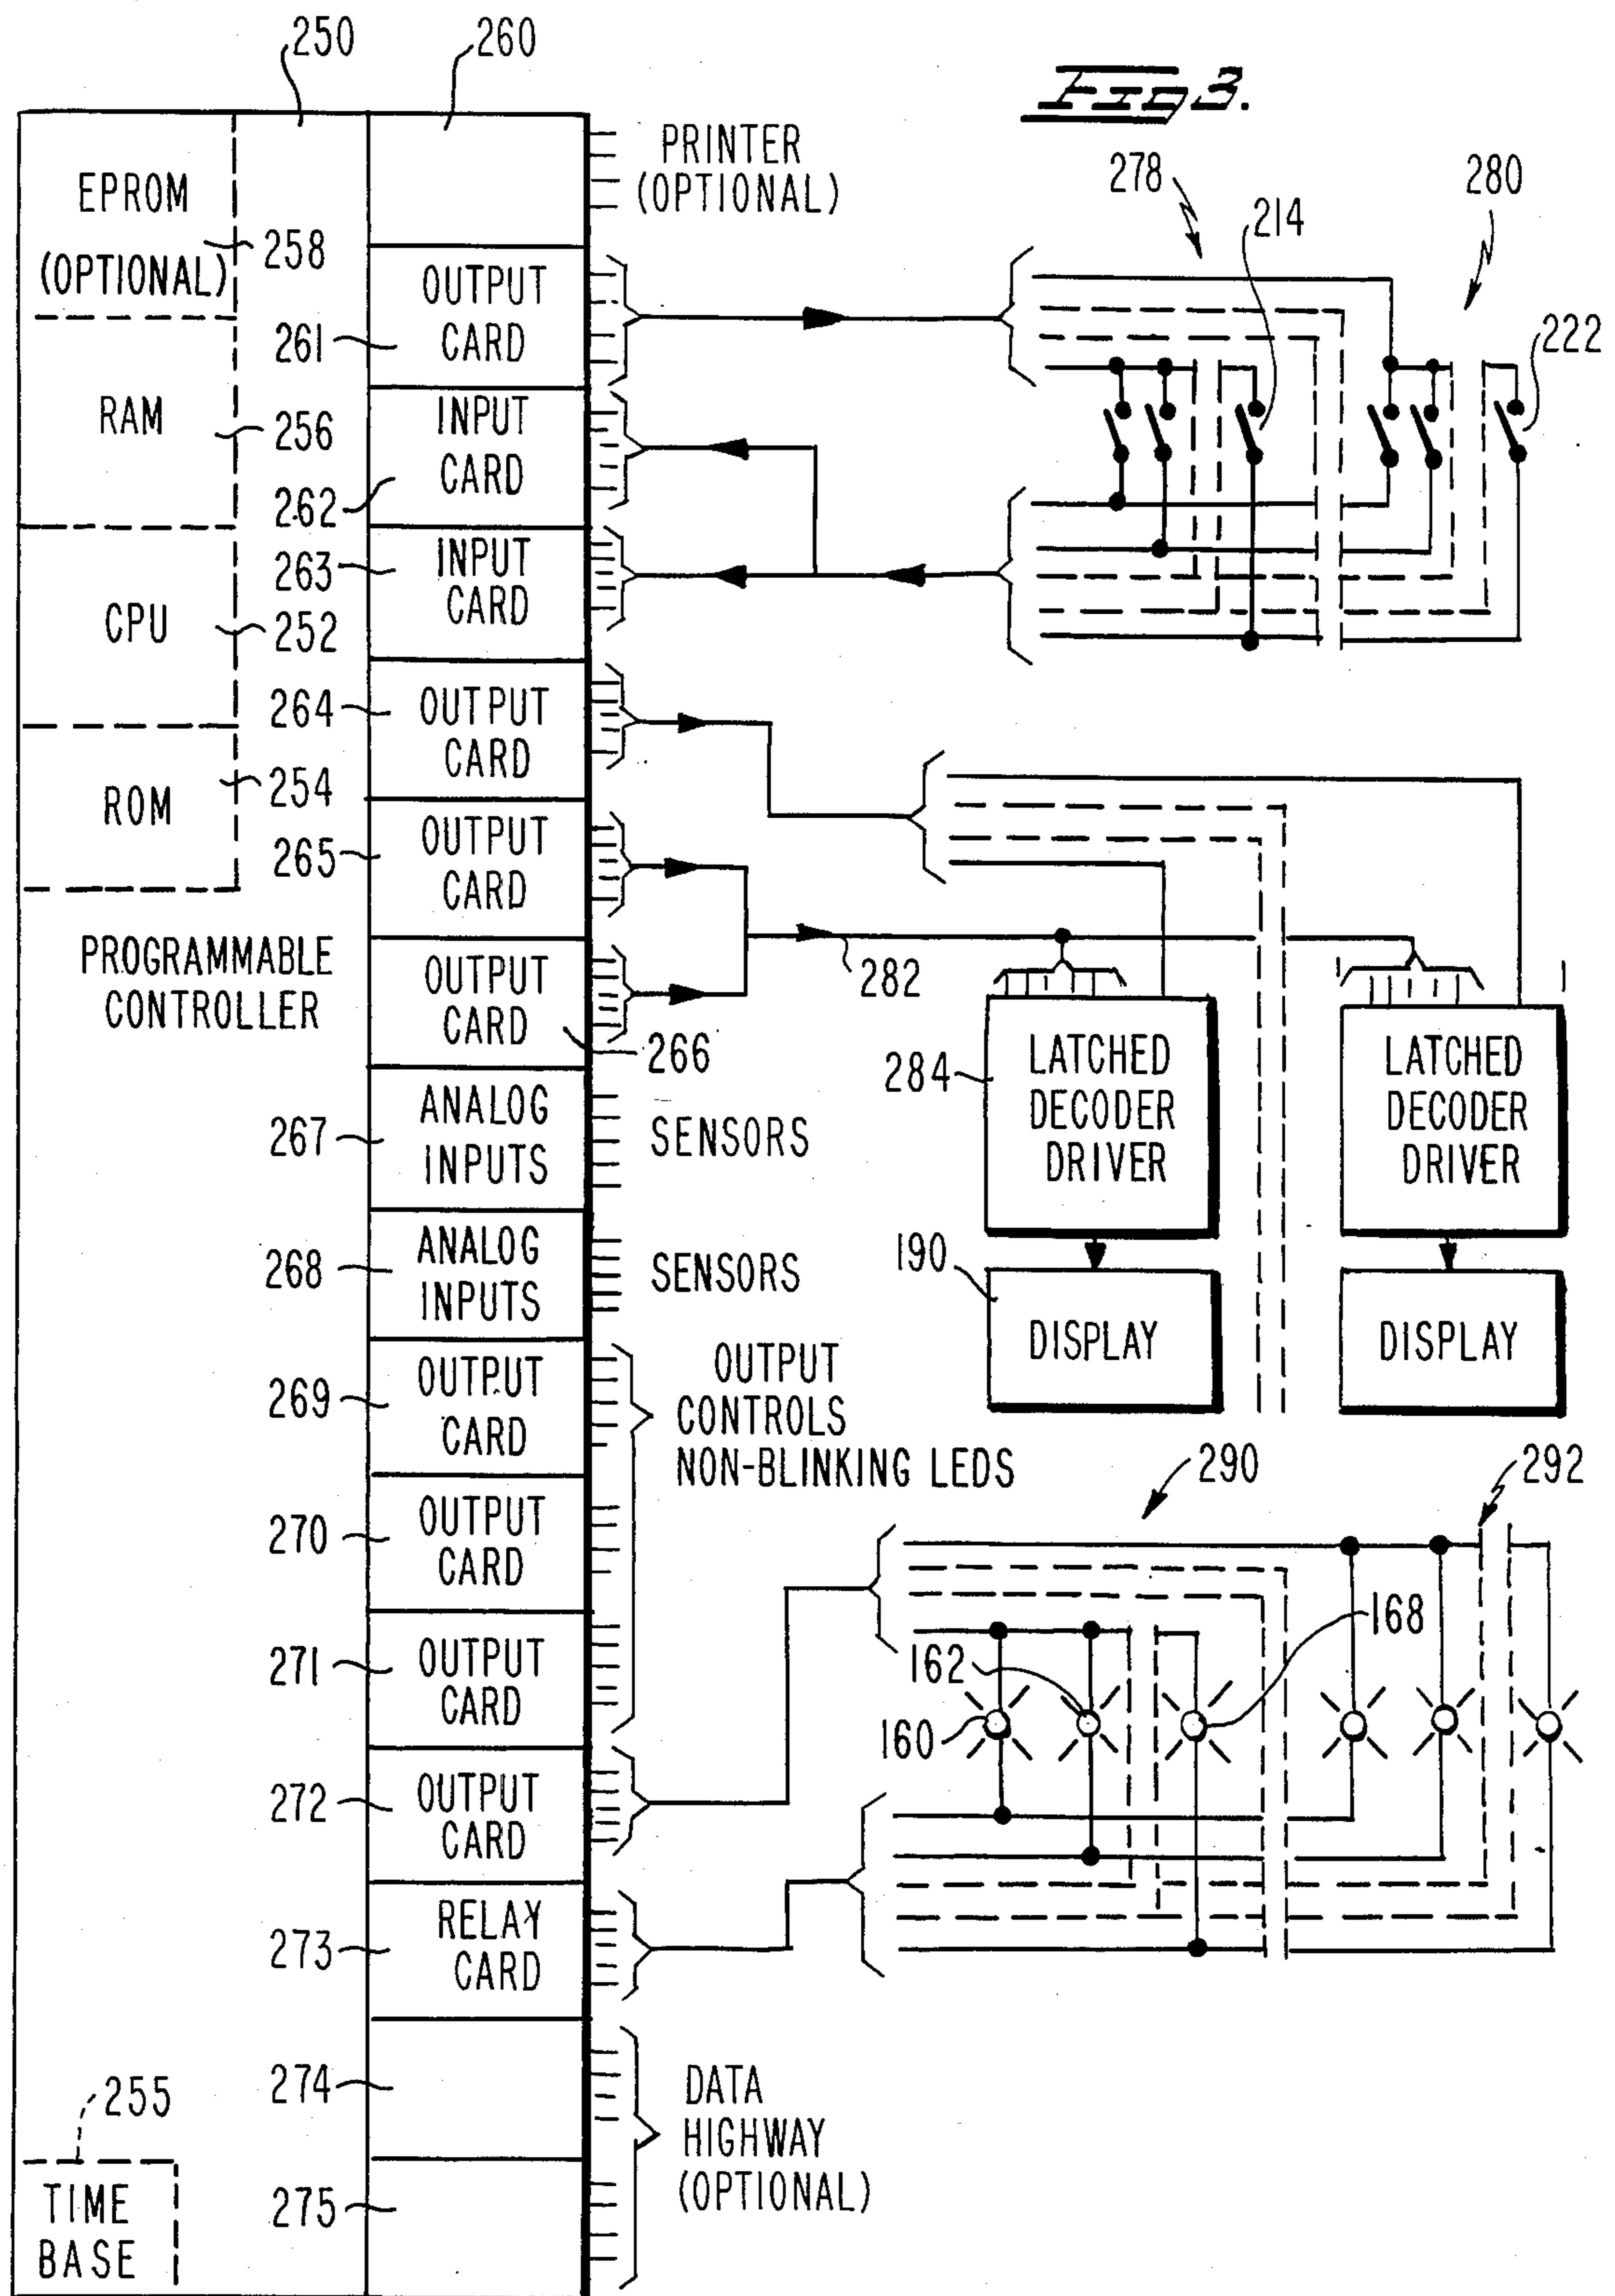 250
260
Fig 3.
PRINTER
(OPTIONAL)
278
280
214
222
EPROM
(OPTIONAL)
258
OUTPUT
CARD
261
RAM
256
INPUT
CARD
262
INPUT
CARD
263
CPU
252
OUTPUT
CARD
264
ROM
254
OUTPUT
CARD
265
PROGRAMMABLE
CONTROLLER
OUTPUT
CARD
266
282
284
LATCHED
DECODER
DRIVER
LATCHED
DECODER
DRIVER
267
ANALOG
INPUTS
SENSORS
268
ANALOG
INPUTS
SENSORS
190
DISPLAY
DISPLAY
269
OUTPUT
CARD
OUTPUT
CONTROLS
NON-BLINKING LEDS
290
292
270
OUTPUT
CARD
271
OUTPUT
CARD
162
168
160
272
OUTPUT
CARD
273
RELAY
CARD
274
255
DATA
HIGHWAY
(OPTIONAL)
275
TIME
BASE